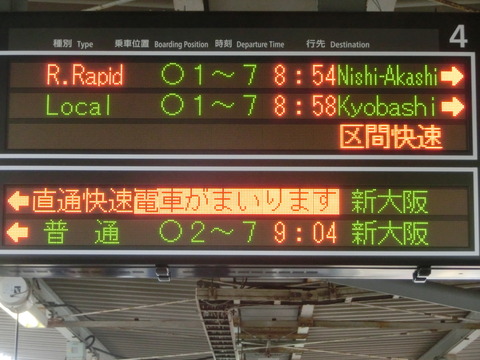 4
種別 Type 乗車位置 Boarding Position 時刻 Departure Time 行先 Destination
R.Rapid ○1～7 8:54 Nishi-Akashi →
Local ○1～7 8:58 Kyobashi →
区間快速
← 直通快速 電車がまいります 新大阪
← 普通 ○2～7 9:04 新大阪